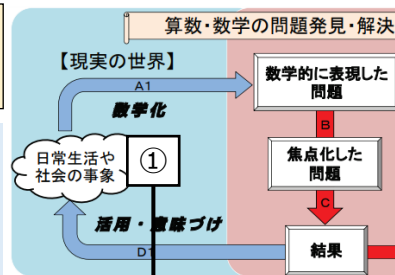 算数・数学の問題発見・解決
【現実の世界】
A1
数学化
数学的に表現した
問題
B
日常生活や
社会の事象
①
焦点化した
問題
C
活用・意味づけ
D1
結果